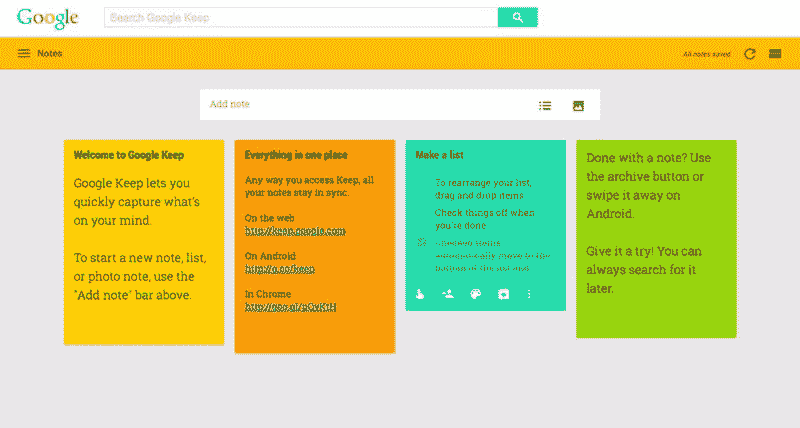 Google
Search Google Keep
Notes
All notes saved
Add note
Welcome to Google Keep
Google Keep lets you
quickly capture what's
on your mind.
To start a new note, list,
or photo note, use the
"Add note" bar above.
Everything in one place
Any way you access Keep, all
your notes stay in sync.
On the web
http://keep.google.com
On Android
http://g.co/keep
In Chrome
Make a list
To rearrange your list,
drag and drop items
Check things off when
you're done
Done with a note? Use
the archive button or
swipe it away on
Android.
Give it a try! You can
always search for it
later.